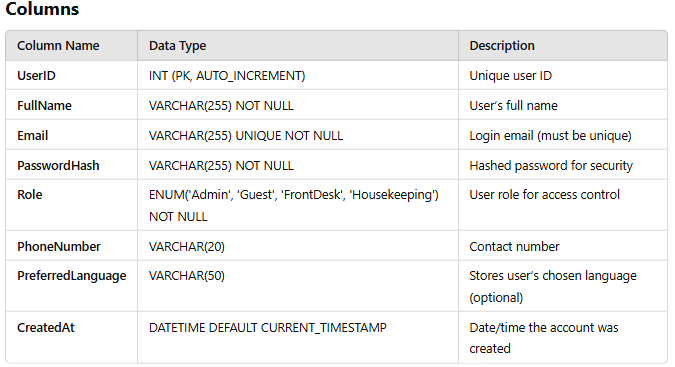 Columns
Column Name Data Type Description
UserID INT (PK, AUTO_INCREMENT) Unique user ID
FullName VARCHAR(255) NOT NULL User's full name
Email VARCHAR(255) UNIQUE NOT NULL Login email (must be unique)
PasswordHash VARCHAR(255) NOT NULL Hashed password for security
Role ENUM('Admin', 'Guest', 'FrontDesk', 'Housekeeping') User role for access control
NOT NULL
PhoneNumber VARCHAR(20) Contact number
PreferredLanguage VARCHAR(50) Stores user's chosen language
(optional)
CreatedAt DATETIME DEFAULT CURRENT_TIMESTAMP Date/time the account was
created